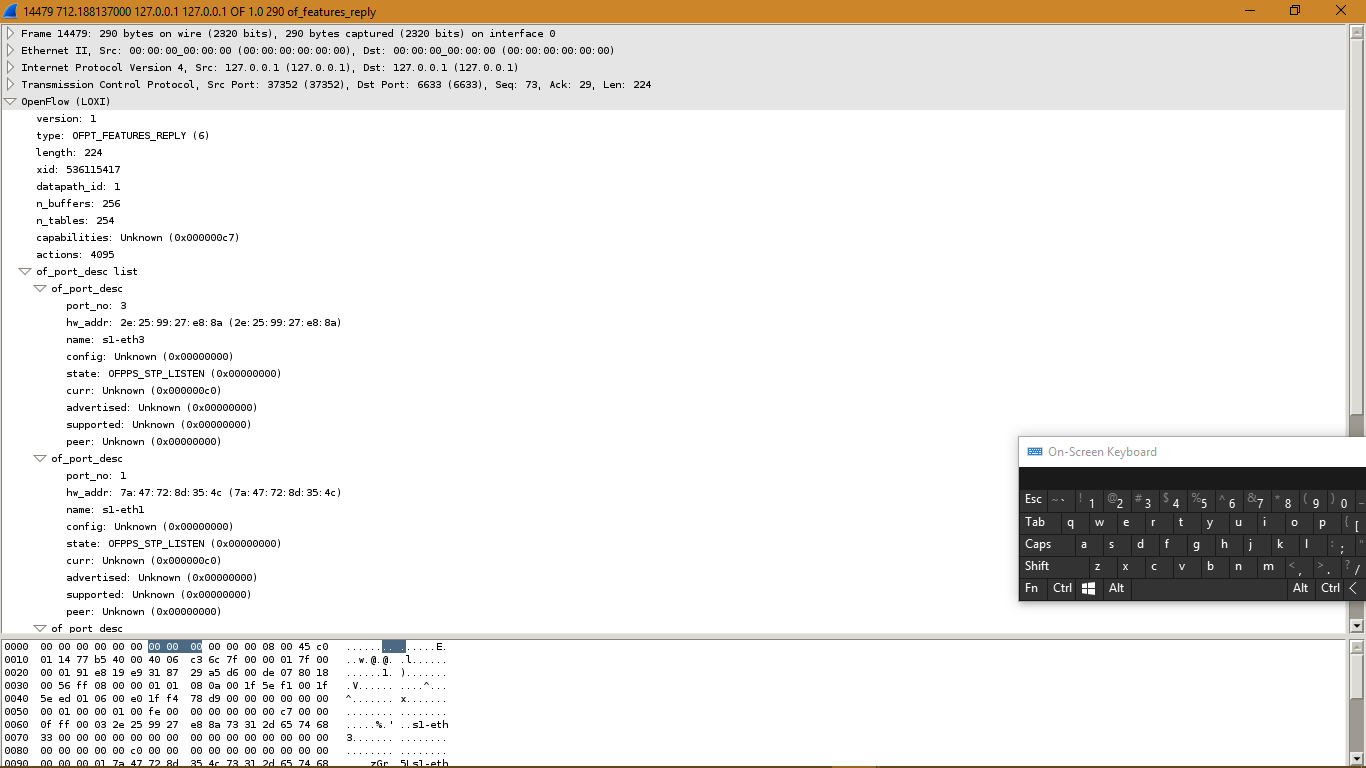 14479 712.188137000 127.0.0.1 127.0.0.1 OF 1.0 290 of_features_reply
Frame 14479: 290 bytes on wire (2320 bits), 290 bytes captured (2320 bits) on interface 0
Ethernet II, Src: 00:00:00_00:00:00 (00:00:00:00:00:00), Dst: 00:00:00_00:00:00 (00:00:00:00:00:00)
Internet Protocol Version 4, Src: 127.0.0.1 (127.0.0.1), Dst: 127.0.0.1 (127.0.0.1)
Transmission Control Protocol, Src Port: 37352 (37352), Dst Port: 6633 (6633), Seq: 73, Ack: 29, Len: 224
OpenFlow (LOXI)
version: 1
type: OFPT_FEATURES_REPLY (6)
length: 224
xid: 536115417
datapath_id: 1
n_buffers: 256
n_tables: 254
capabilities: Unknown (0x000000c7)
actions: 4095
of_port_desc list
of_port_desc
port_no: 3
hw_addr: 2e:25:99:27:e8:8a (2e:25:99:27:e8:8a)
name: s1-eth3
config: Unknown (0x00000000)
state: OFPPS_STP_LISTEN (0x00000000)
curr: Unknown (0x000000c0)
advertised: Unknown (0x00000000)
supported: Unknown (0x00000000)
peer: Unknown (0x00000000)
of_port_desc
port_no: 1
hw_addr: 7a:47:72:8d:35:4c (7a:47:72:8d:35:4c)
name: s1-eth1
config: Unknown (0x00000000)
state: OFPPS_STP_LISTEN (0x00000000)
curr: Unknown (0x000000c0)
advertised: Unknown (0x00000000)
supported: Unknown (0x00000000)
peer: Unknown (0x00000000)
of_port_desc
On-Screen Keyboard
Esc ~ ` ! 1 @ 2 # 3 $ 4 % 5 ^ 6 & 7 * 8 ( 9 ) 0 _
Tab q w e r t y u i o p { [
Caps a s d f g h j k l : ; "
Shift z x c v b n m < , > . ? /
Fn Ctrl Alt Alt Ctrl
0000 00 00 00 00 00 00 00 00 00 00 00 00 08 00 45 c0 ........ ......E.
0010 01 14 77 b5 40 00 40 06 c3 6c 7f 00 00 01 7f 00 ..w.@.@. .l......
0020 00 01 91 e8 19 e9 31 87 29 a5 d6 00 de 07 80 18 ......1. ).......
0030 00 56 ff 08 00 00 01 01 08 0a 00 1f 5e f1 00 1f .V...... ....^...
0040 5e ed 01 06 00 e0 1f f4 78 d9 00 00 00 00 00 00 ^....... x.......
0050 00 01 00 00 01 00 fe 00 00 00 00 00 00 c7 00 00 ........ ........
0060 0f ff 00 03 2e 25 99 27 e8 8a 73 31 2d 65 74 68 .....%.' ..s1-eth
0070 33 00 00 00 00 00 00 00 00 00 00 00 00 00 00 00 3....... ........
0080 00 00 00 00 00 c0 00 00 00 00 00 00 00 00 00 00 ........ ........
0090 00 00 00 01 7a 47 72 8d 35 4c 73 31 2d 65 74 68 ....zGr. 5Ls1-eth